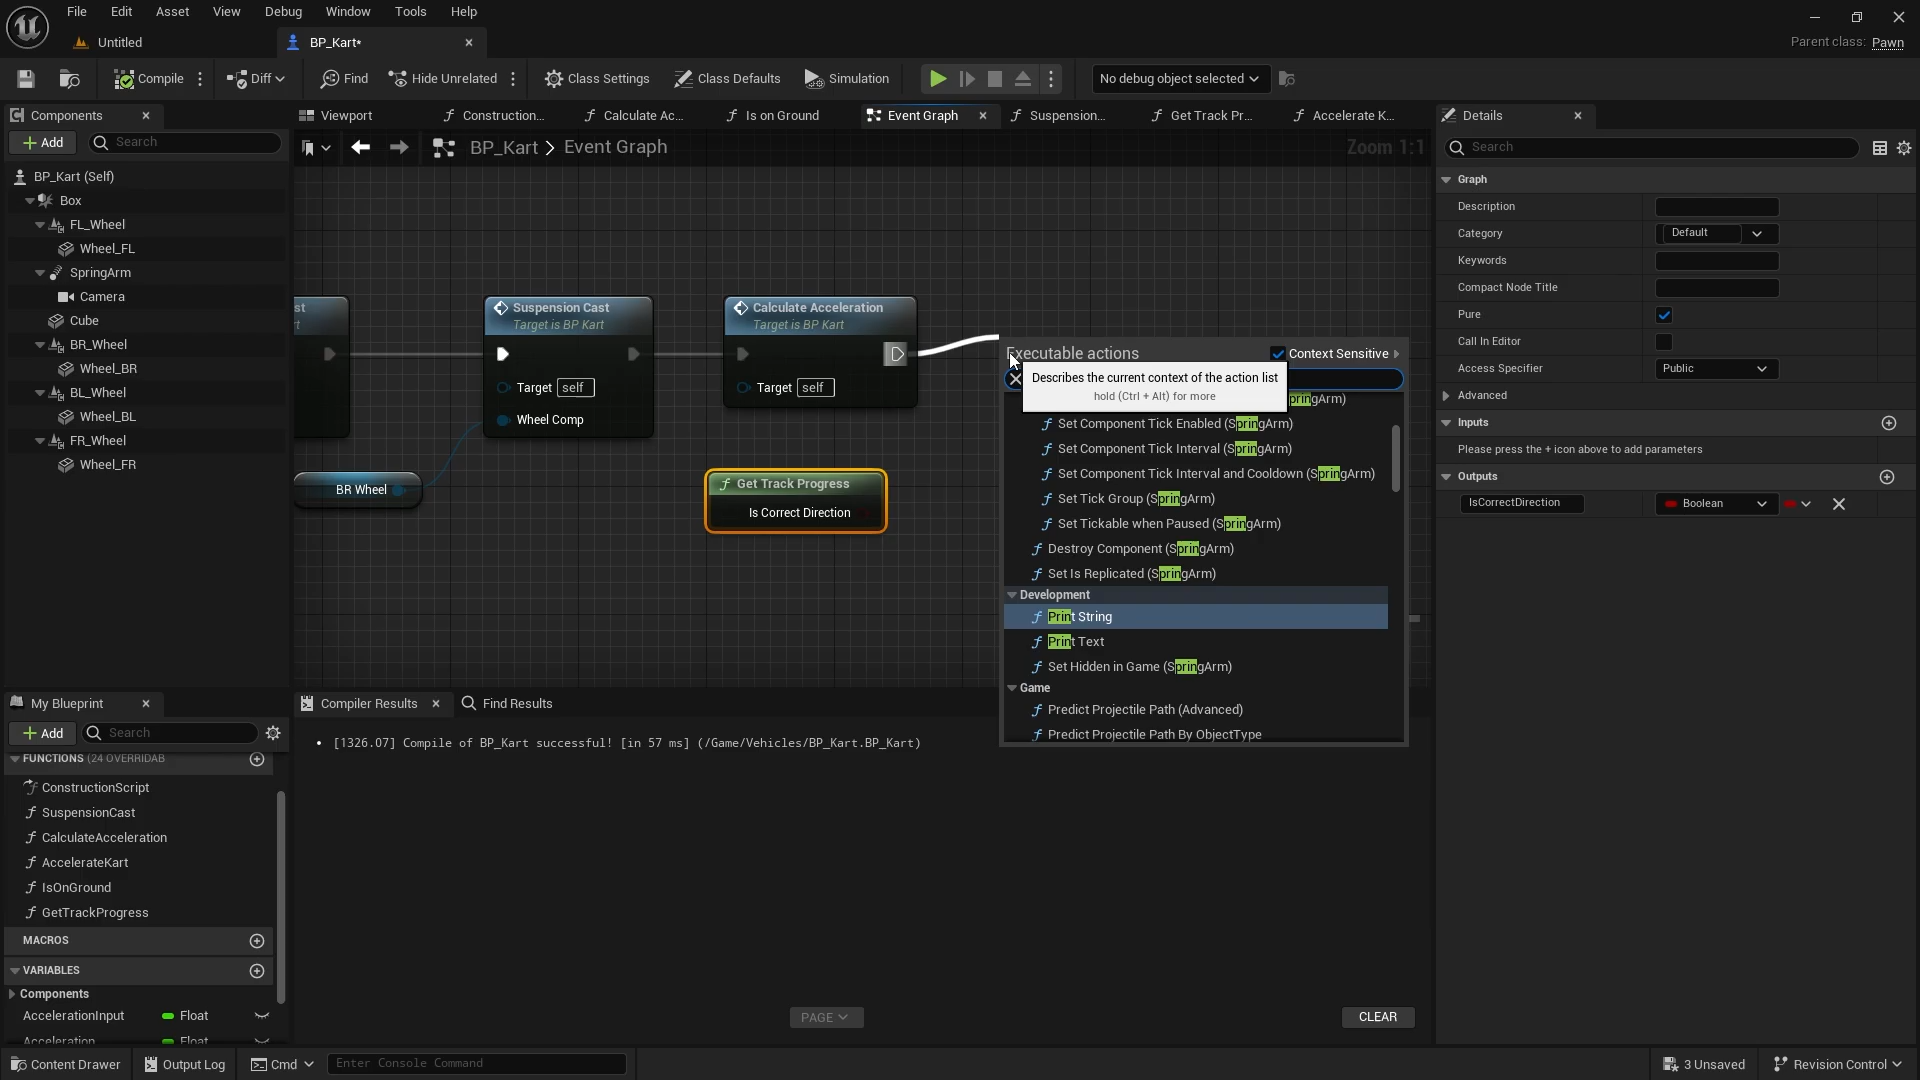 File Edit Asset View Debug Window Tools Help
Untitled
BP_Kart*
Parent class: Pawn
Compile
Diff
Find
Hide Unrelated
Class Settings
Class Defaults
Simulation
No debug object selected
Components
Add
Search
BP_Kart (Self)
Box
FL_Wheel
Wheel_FL
SpringArm
Camera
Cube
BR_Wheel
Wheel_BR
BL_Wheel
Wheel_BL
FR_Wheel
Wheel_FR
Viewport
Construction...
Calculate Ac...
Is on Ground
Event Graph
Suspension...
Get Track Pr...
Accelerate K...
BP_Kart > Event Graph
Zoom 1:1
st
rt
Suspension Cast
Target is BP Kart
Target self
Wheel Comp
Calculate Acceleration
Target is BP Kart
Target self
BR Wheel
Get Track Progress
Is Correct Direction
Executable actions
Context Sensitive
Describes the current context of the action list
hold (Ctrl + Alt) for more
pringArm)
Set Component Tick Enabled (SpringArm)
Set Component Tick Interval (SpringArm)
Set Component Tick Interval and Cooldown (SpringArm)
Set Tick Group (SpringArm)
Set Tickable when Paused (SpringArm)
Destroy Component (SpringArm)
Set Is Replicated (SpringArm)
Development
Print String
Print Text
Set Hidden in Game (SpringArm)
Game
Predict Projectile Path (Advanced)
Predict Projectile Path By ObjectType
Details
Search
Graph
Description
Category Default
Keywords
Compact Node Title
Pure
Call In Editor
Access Specifier Public
Advanced
Inputs
Please press the + icon above to add parameters
Outputs
IsCorrectDirection Boolean
My Blueprint
Add
Search
FUNCTIONS (24 OVERRIDAB
ConstructionScript
SuspensionCast
CalculateAcceleration
AccelerateKart
IsOnGround
GetTrackProgress
MACROS
VARIABLES
Components
AccelerationInput Float
Acceleration Float
Compiler Results
Find Results
• [1326.07] Compile of BP_Kart successful! [in 57 ms] (/Game/Vehicles/BP_Kart.BP_Kart)
PAGE
CLEAR
Content Drawer
Output Log
Cmd
Enter Console Command
3 Unsaved
Revision Control